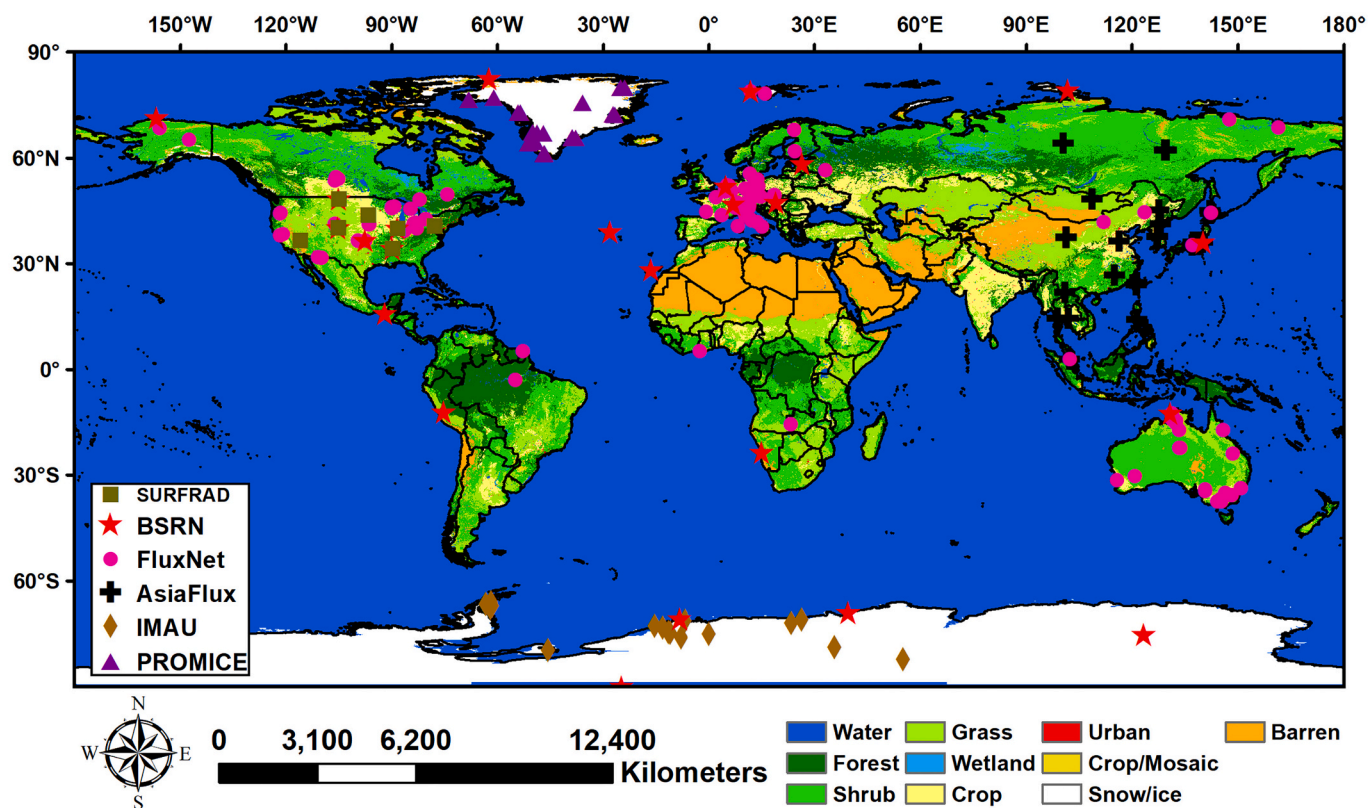 150°W 120°W 90°W 60°W 30°W 0° 30°E 60°E 90°E 120°E 150°E 180°
90°
60°N
30°N
0°
30°S
60°S
SURFRAD
BSRN
FluxNet
AsiaFlux
IMAU
PROMICE
N
W E
S
0 3,100 6,200 12,400
Kilometers
Water Grass Urban Barren
Forest Wetland Crop/Mosaic
Shrub Crop Snow/ice